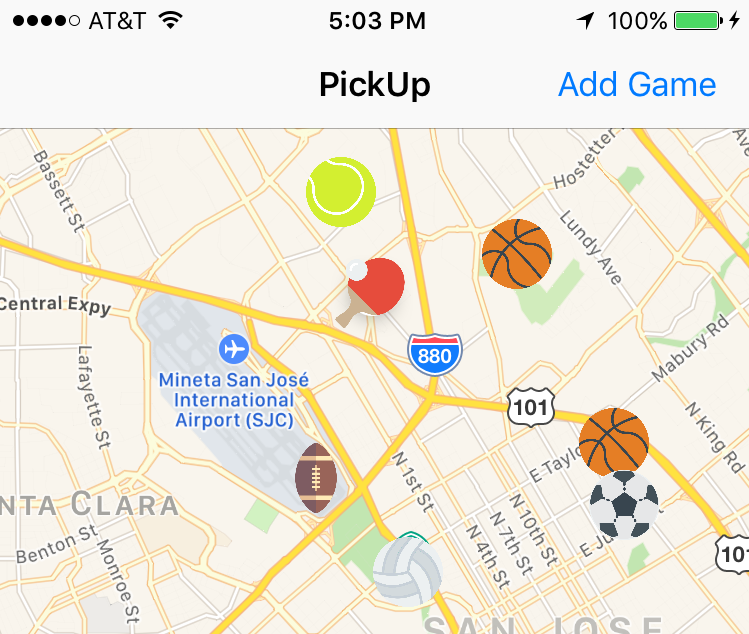 AT&T 5:03 PM 100%
PickUp Add Game
Hostetter
Bassett St
Lundy Ave
Central Expy
880
Mabury Rd
Lafayette St
Mineta San José
International
Airport (SJC)
101
N King Rd
E Taylo
N 1st St
NTA CLARA
N 10th St
N 7th St
N 4th St
E Ju
Benton St
Monroe St
101
SAN JOSE